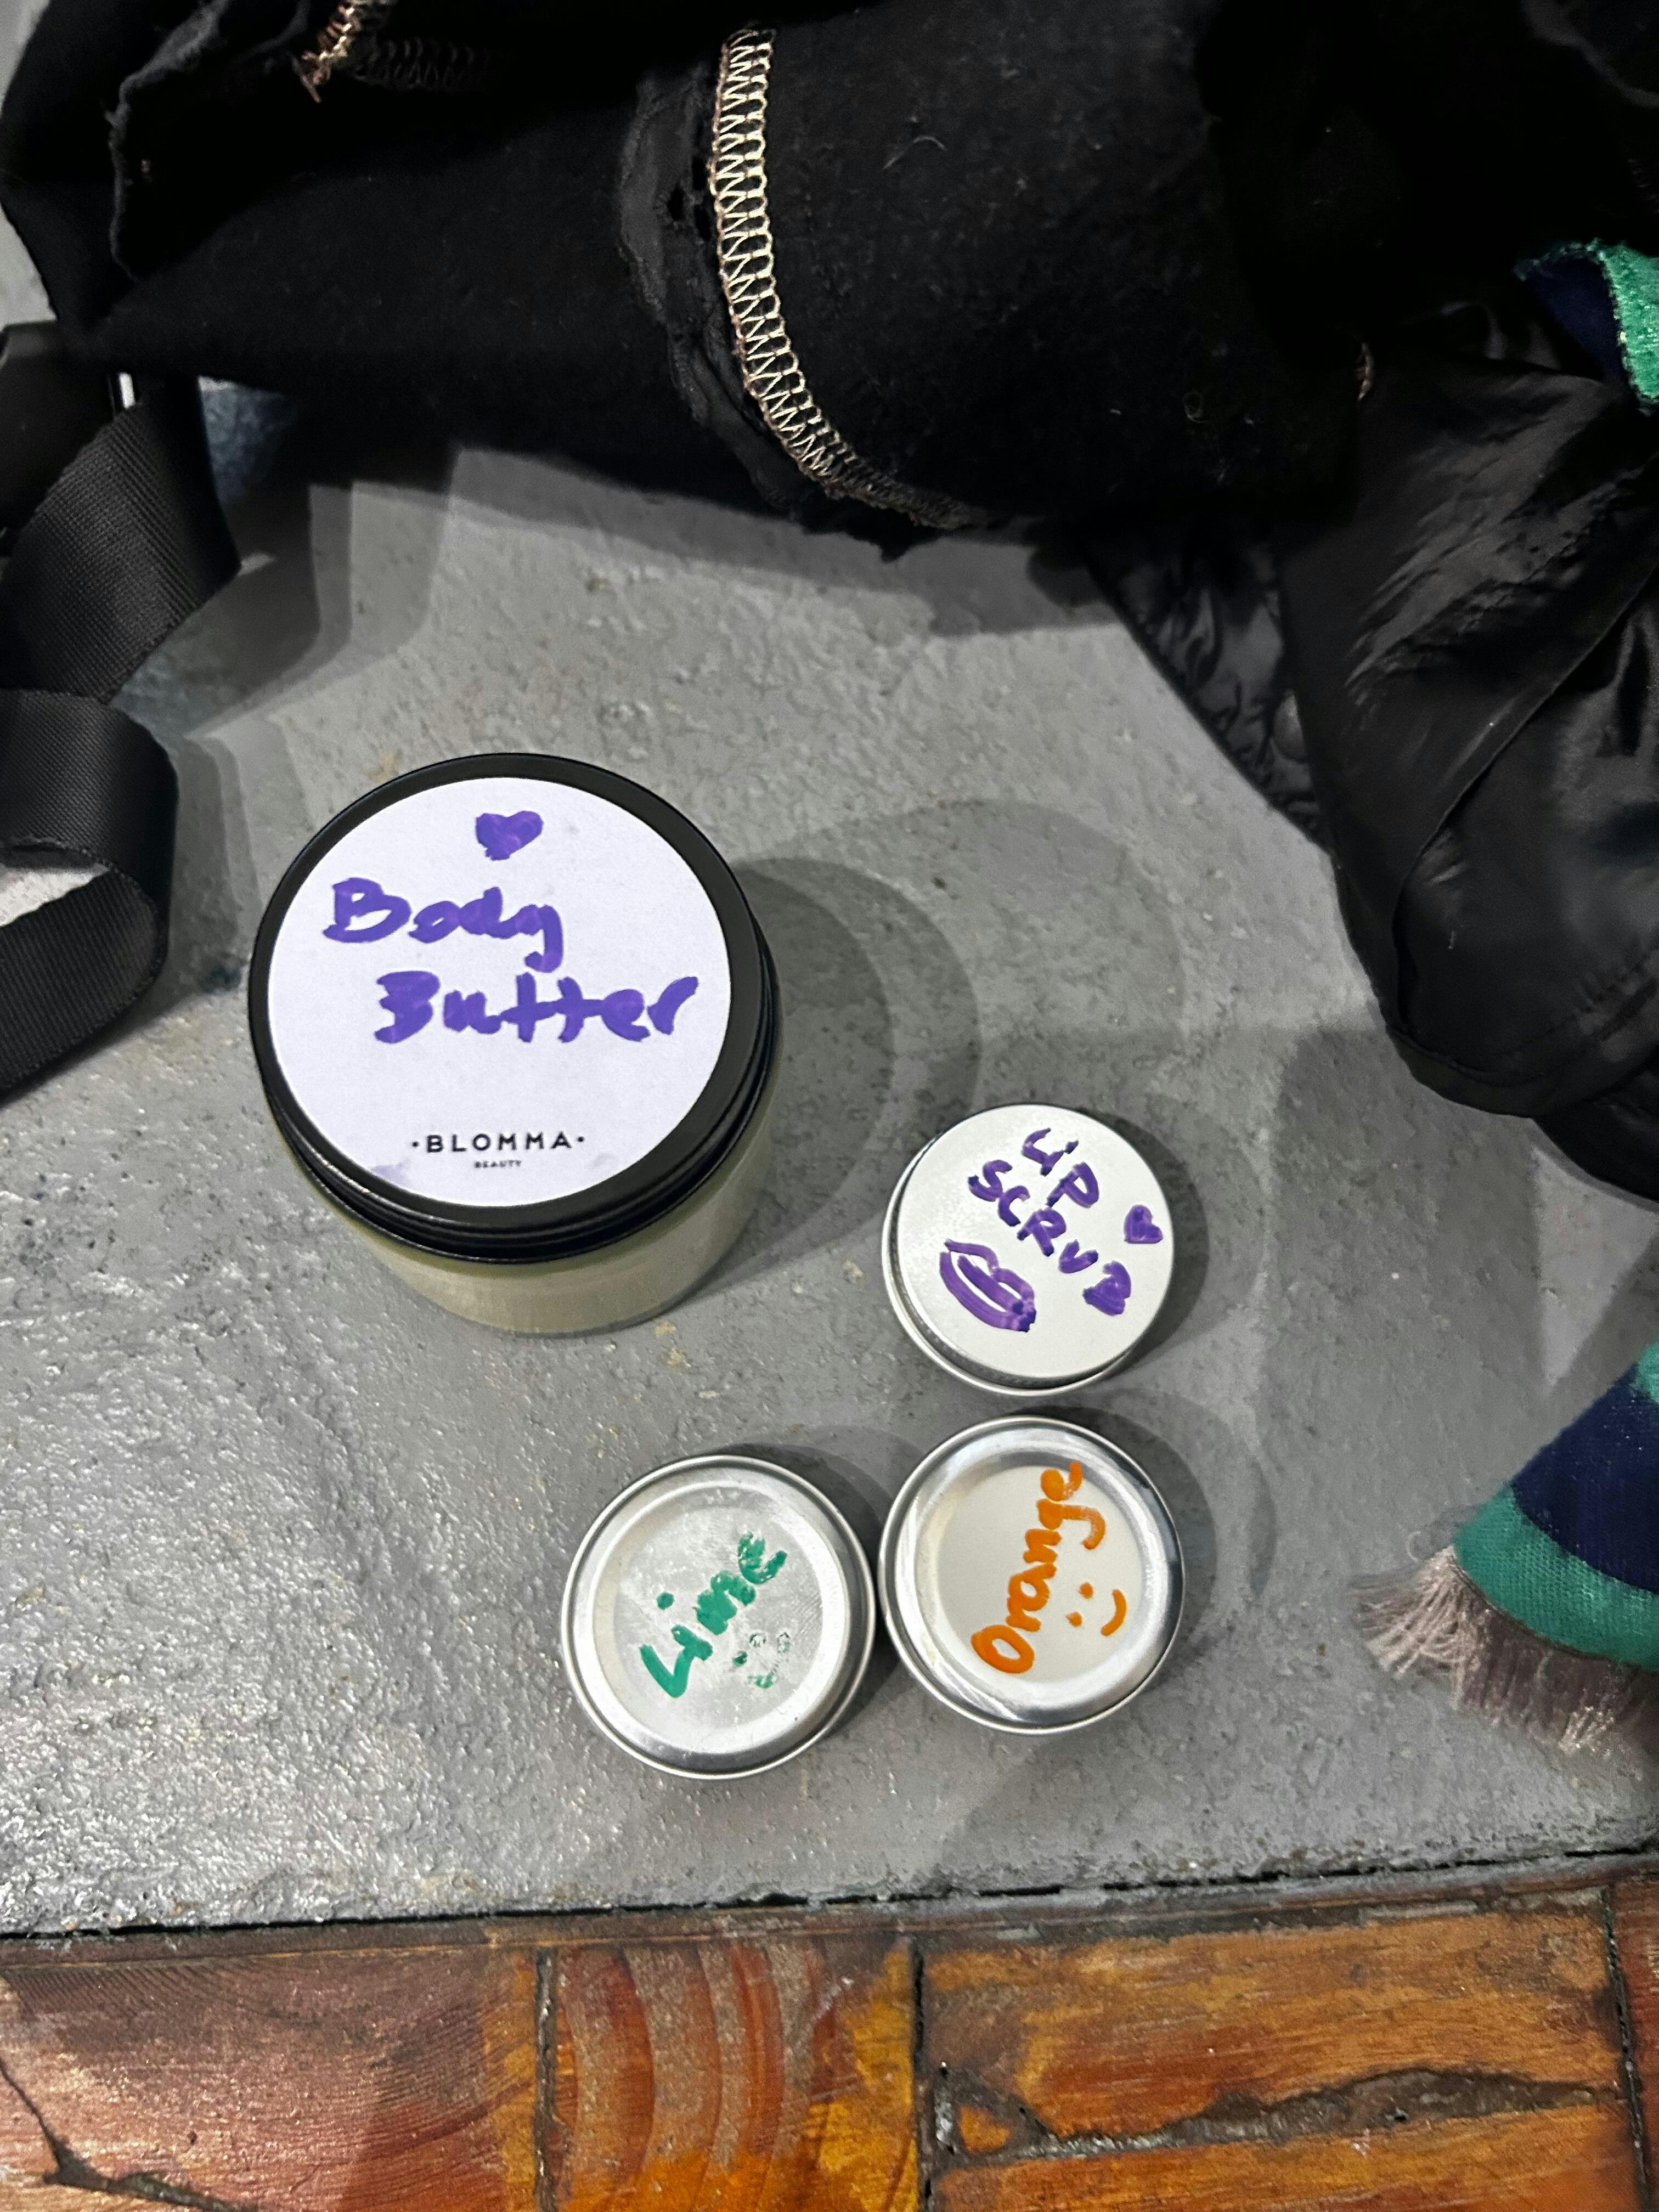 Body
Butter
·BLOMMA·
BEAUTY
LIP
SCRUB
Lime
Orange